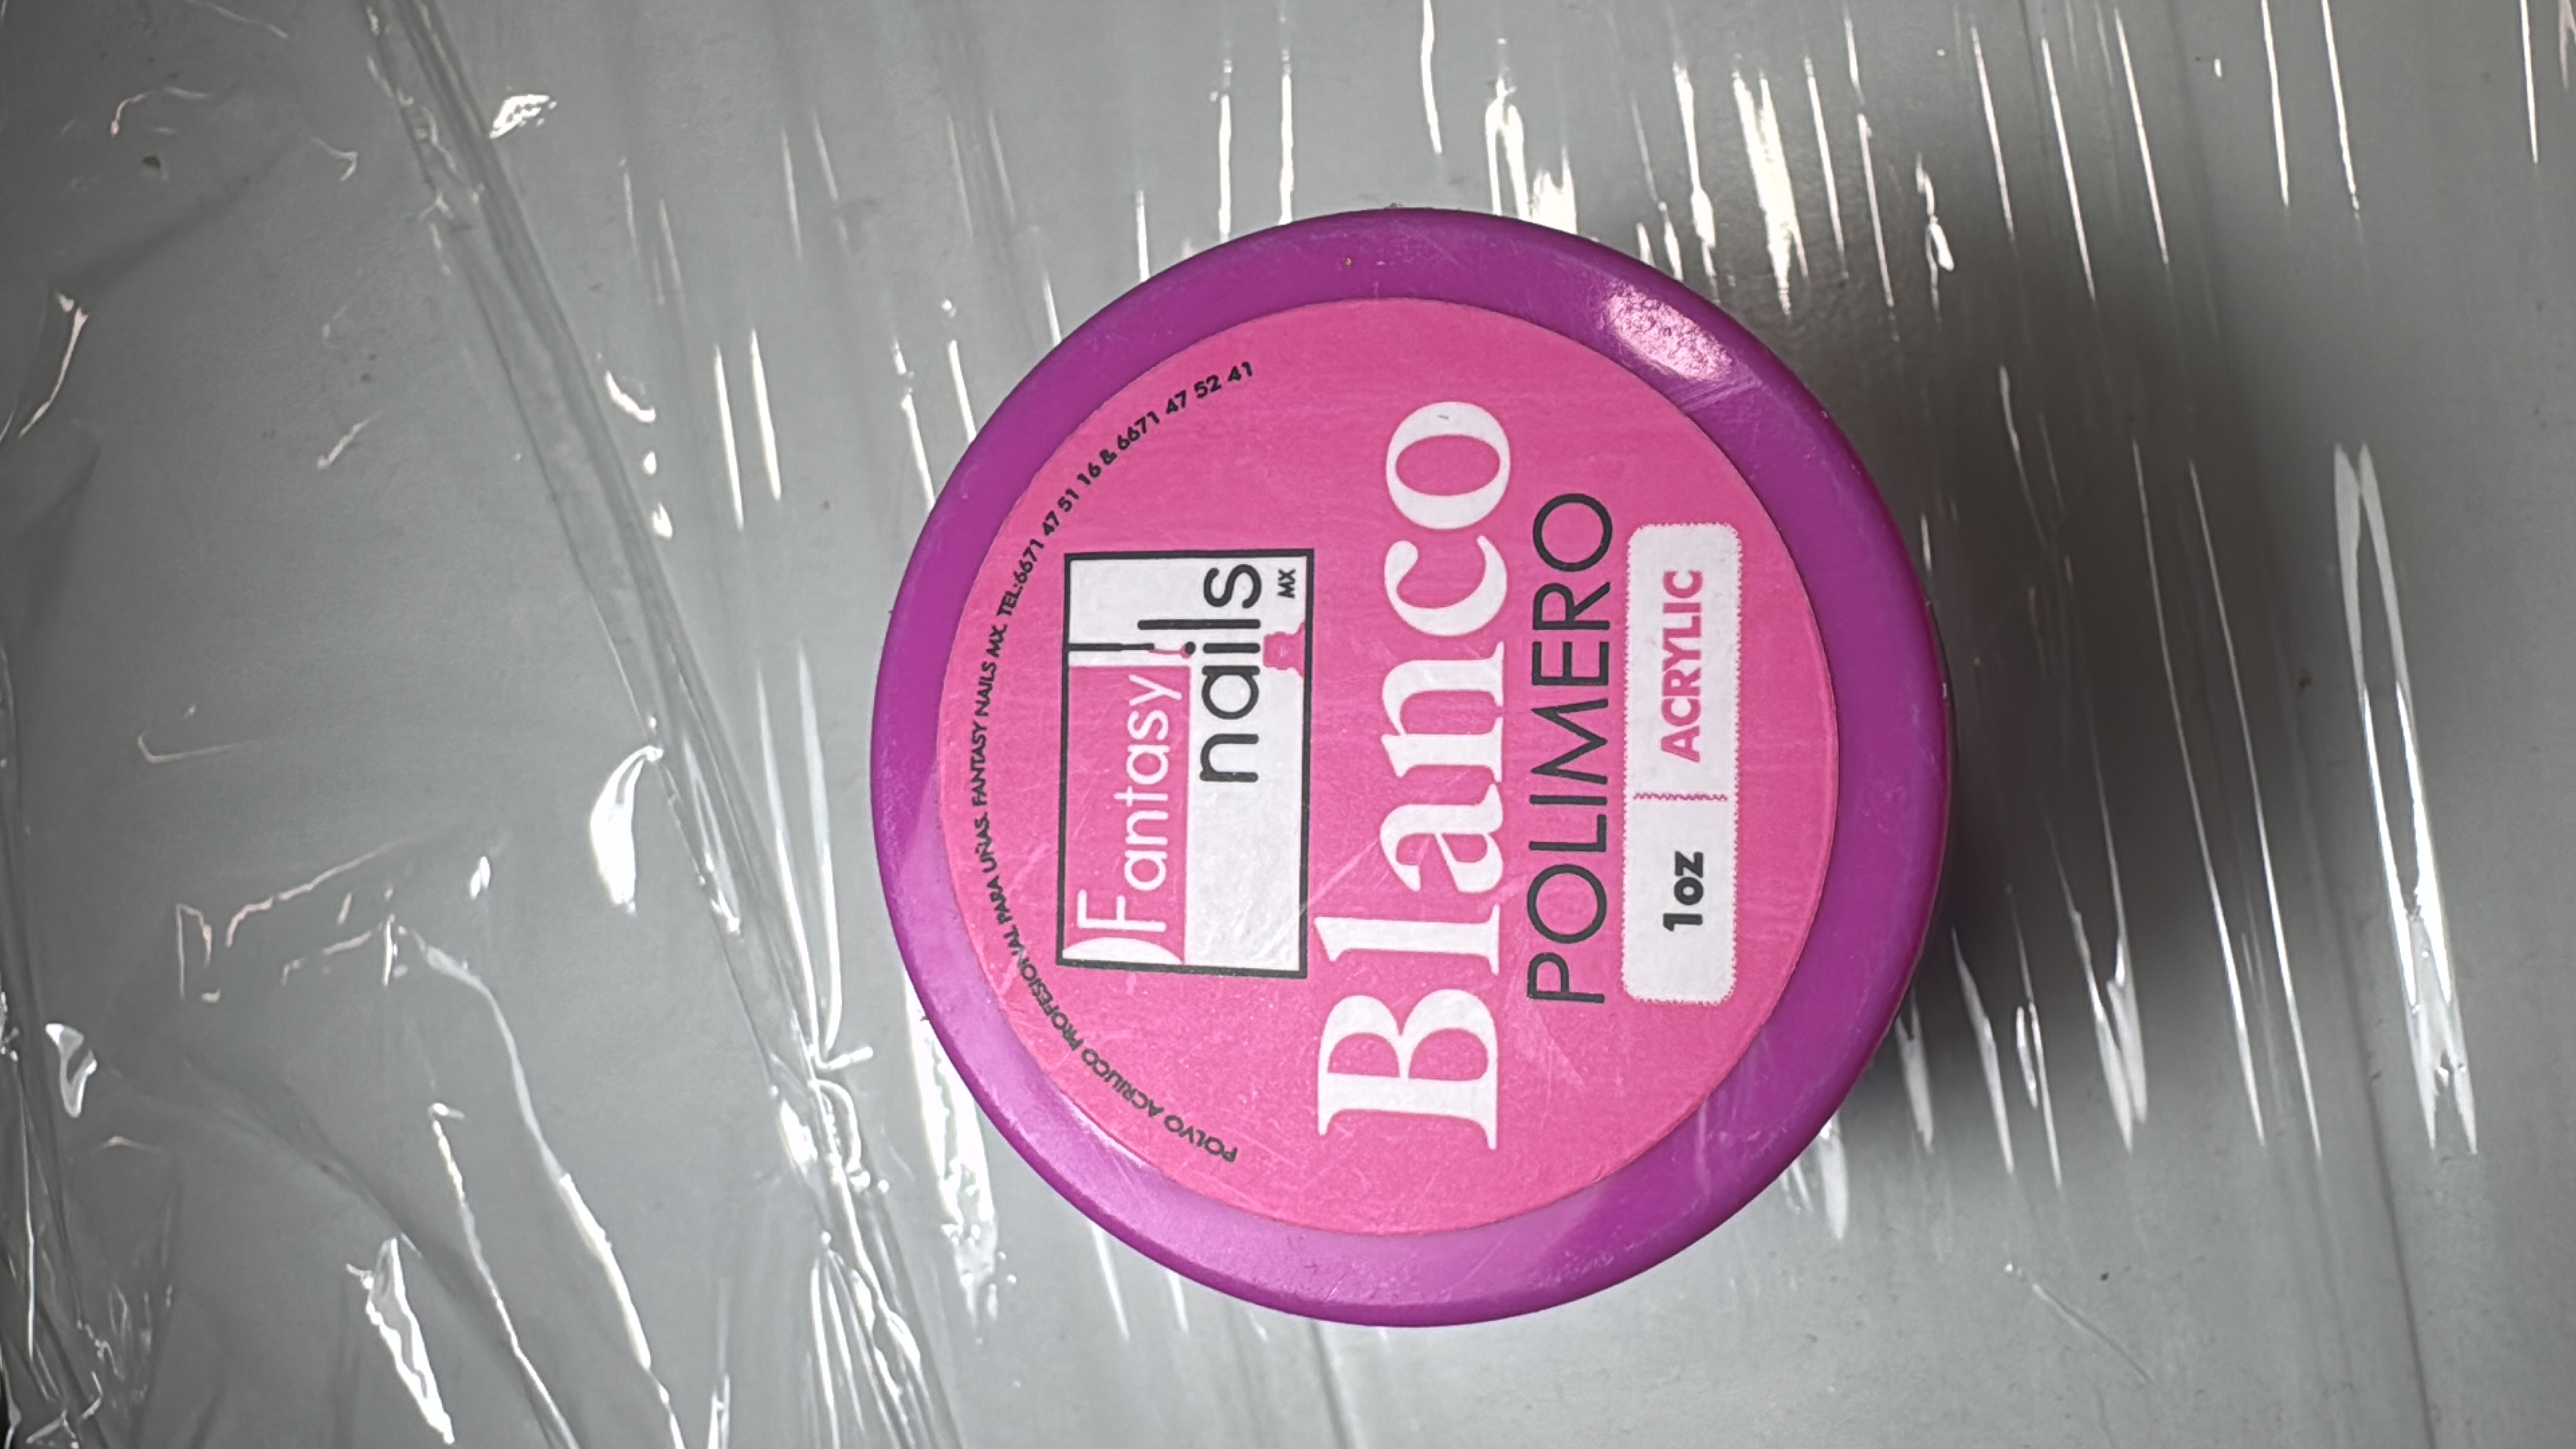 POLVO ACRILICO PROFESIONAL PARA UÑAS. FANTASY NAILS MX. TEL:6671 47 51 16 & 6671 47 52 41
Fantasy
nails
MX
Blanco
POLIMERO
1oz ACRYLIC